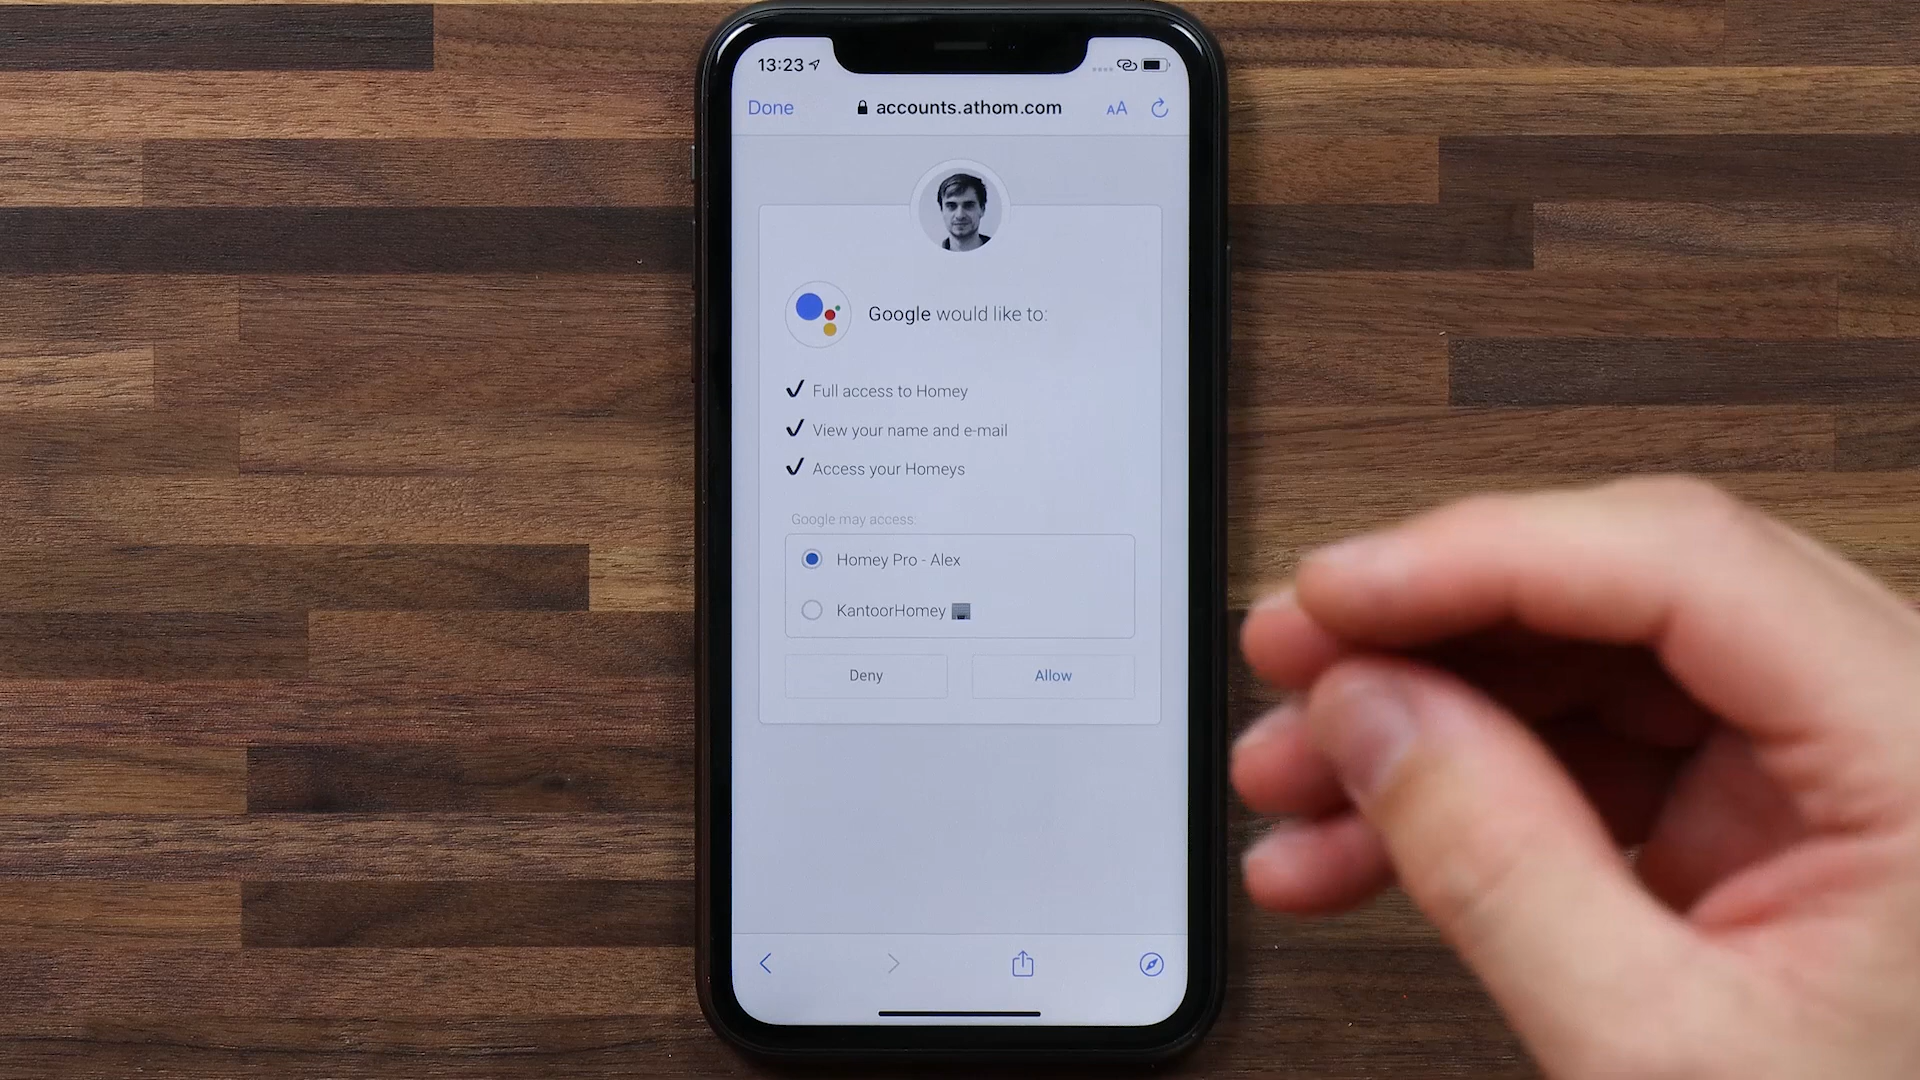 13:23
Done accounts.athom.com AA
Google would like to:
Full access to Homey
View your name and e-mail
Access your Homeys
Google may access:
Homey Pro - Alex
KantoorHomey
Deny Allow